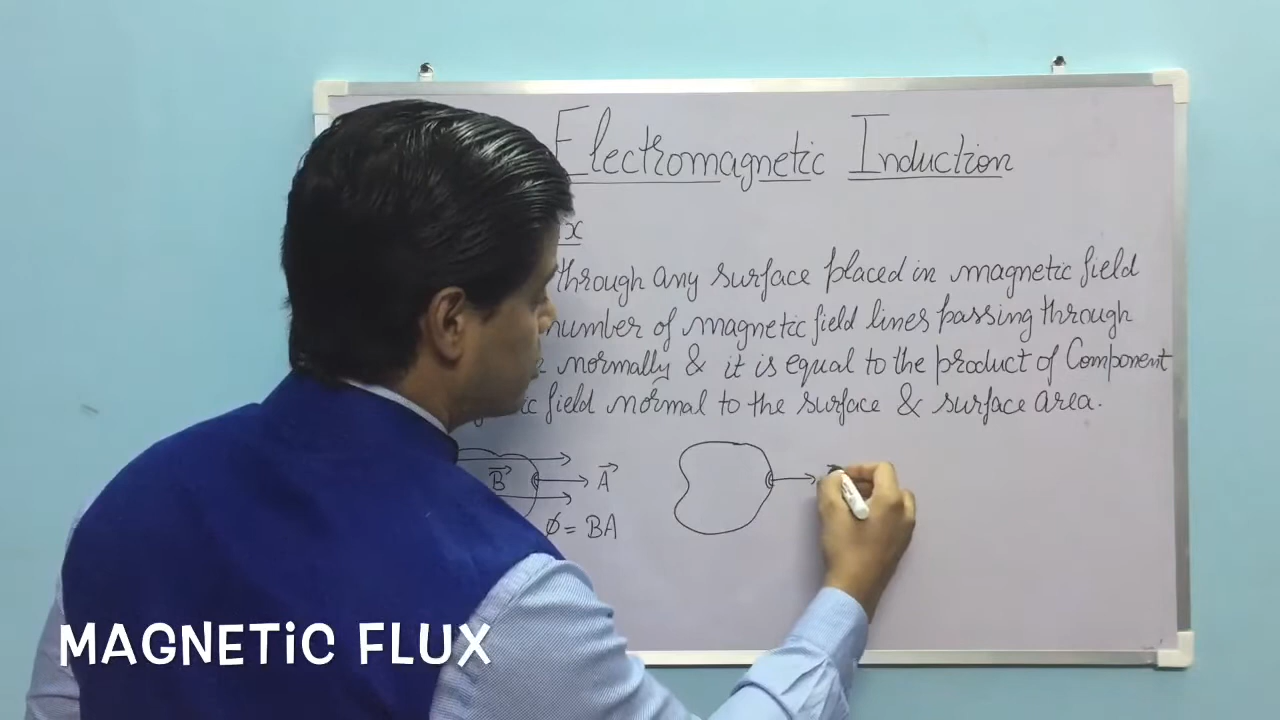 Electromagnetic Induction
x
through any surface placed in magnetic field
number of magnetic field lines passing through
normally & it is equal to the product of Component
field normal to the surface & surface area.
B A
ϕ = BA
MAGNETiC FLUX